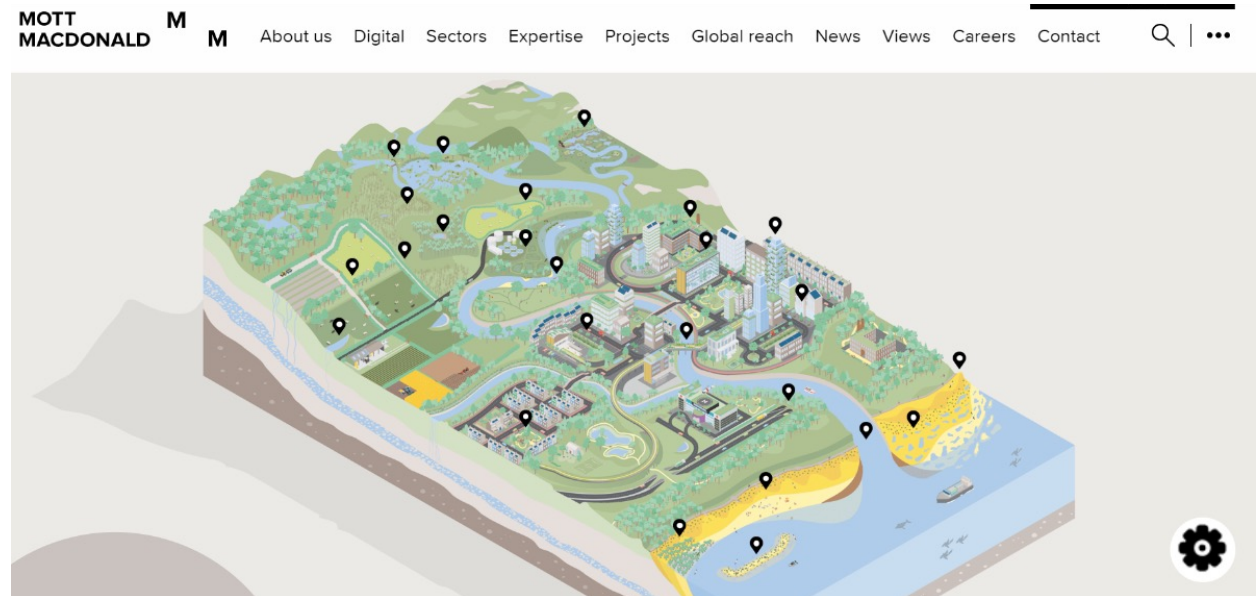 MOTT
MACDONALD
M
M
About us Digital Sectors Expertise Projects Global reach News Views Careers Contact